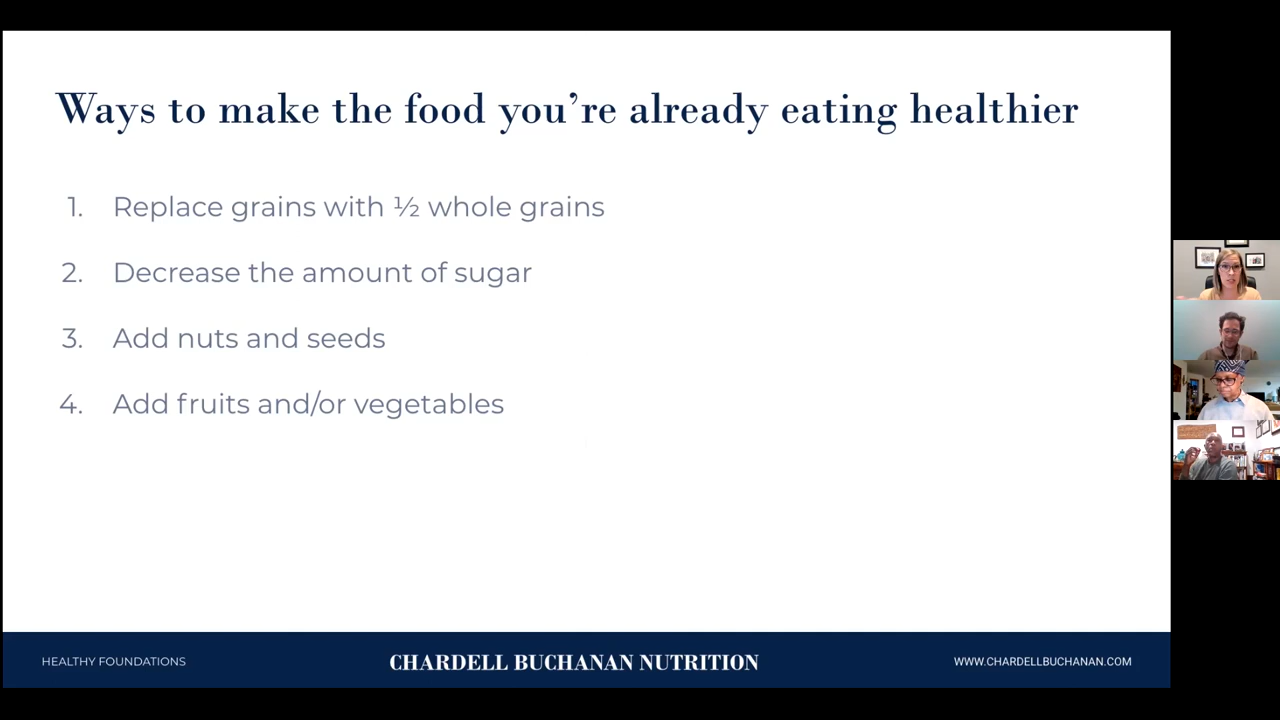 Ways to make the food you’re already eating healthier
1. Replace grains with ½ whole grains
2. Decrease the amount of sugar
3. Add nuts and seeds
4. Add fruits and/or vegetables
HEALTHY FOUNDATIONS
CHARDELL BUCHANAN NUTRITION
WWW.CHARDELLBUCHANAN.COM